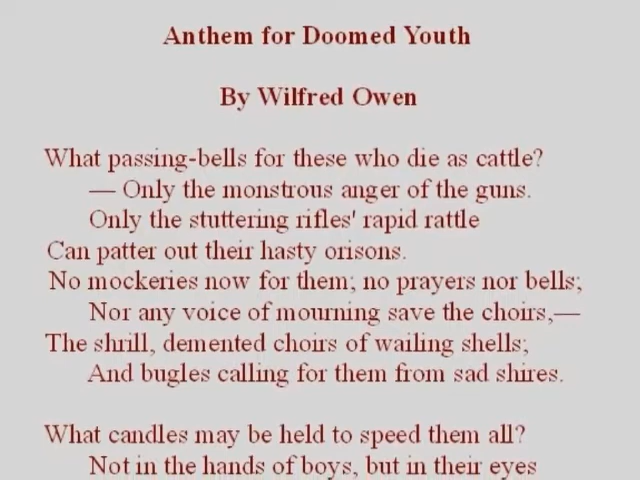 Anthem for Doomed Youth
By Wilfred Owen
What passing-bells for these who die as cattle?
— Only the monstrous anger of the guns.
Only the stuttering rifles' rapid rattle
Can patter out their hasty orisons.
No mockeries now for them; no prayers nor bells;
Nor any voice of mourning save the choirs,—
The shrill, demented choirs of wailing shells;
And bugles calling for them from sad shires.
What candles may be held to speed them all?
Not in the hands of boys, but in their eyes